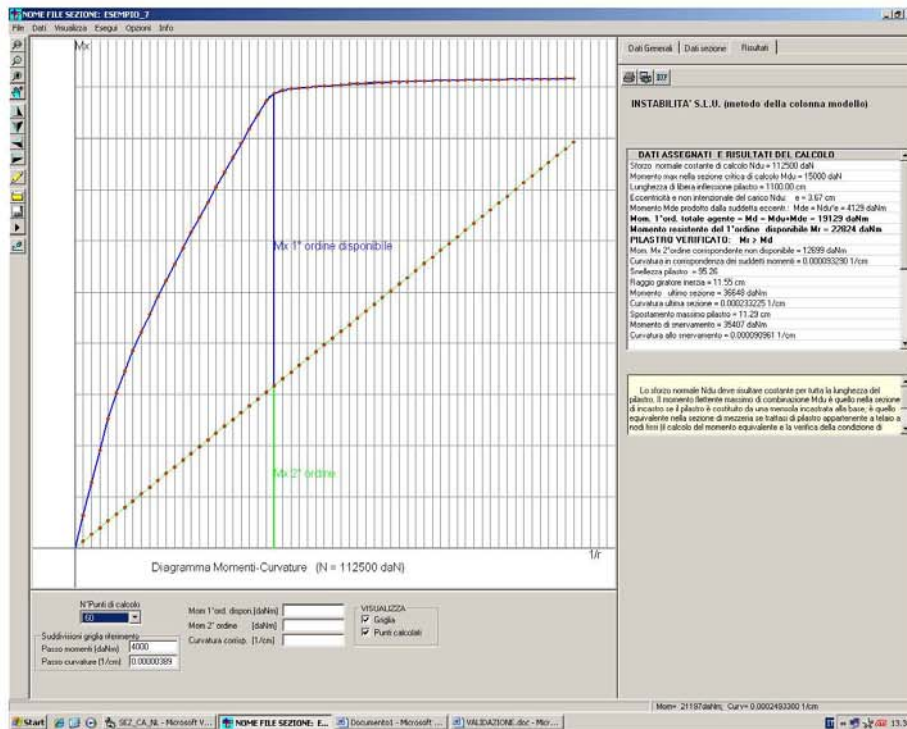 NOME FILE SEZIONE: ESEMPIO_7
File Dati Visualizza Esegui Opzioni Info
Mx
Mx 1° ordine disponibile
Mx 2° ordine
1/r
Diagramma Momenti-Curvature (N = 112500 daN)
Dati Generali Dati sezione Risultati
INSTABILITA' S.L.U. (metodo della colonna modello)
DATI ASSEGNATI E RISULTATI DEL CALCOLO
Sforzo normale costante di calcolo Ndu = 112500 daN
Momento max nella sezione critica di calcolo Mdu = 15000 daN
Lunghezza di libera inflessione pilastro = 1100.00 cm
Eccentricità e non intenzionale del carico Ndu: e = 3.67 cm
Momento Mde prodotto dalla suddetta eccentr.: Mde = Ndu*e = 4129 daNm
Mom. 1°ord. totale agente = Md = Mdu+Mde = 19129 daNm
Momento resistente del 1°ordine disponibile Mr = 22824 daNm
PILASTRO VERIFICATO: Mr > Md
Mom. Mx 2°ordine corrispondente non disponibile = 12699 daNm
Curvatura in corrispondenza dei suddetti momenti = 0.000093290 1/cm
Snellezza pilastro = 95.26
Raggio giratore inerzia = 11.55 cm
Momento ultimo sezione = 36648 daNm
Curvatura ultima sezione = 0.000233225 1/cm
Spostamento massimo pilastro = 11.29 cm
Momento di snervamento = 35407 daNm
Curvatura allo snervamento = 0.000090961 1/cm
Lo sforzo normale Ndu deve risultare costante per tutta la lunghezza del
pilastro. Il momento flettente massimo di combinazione Mdu è quello nella sezione
di incastro se il pilastro è costituito da una mensola incastrata alla base; è quello
equivalente nella sezione di mezzeria se trattasi di pilastro appartenente a telaio a
nodi fissi (il calcolo del momento equivalente e la verifica della condizione di
N°Punti di calcolo
60
Suddivisioni griglia riferimento
Passo momenti [daNm] 4000
Passo curvature [1/cm] 0.00000389
Mom 1°ord. dispon.[daNm]
Mom 2° ordine [daNm]
Curvatura corrisp. [1/cm]
VISUALIZZA
Griglia
Punti calcolati
Mom= 21197daNm; Curv= 0.0002493300 1/cm
Start SEZ_CA_NL - Microsoft V... NOME FILE SEZIONE: E... Documento1 - Microsoft ... VALIDAZIONE.doc - Micr... IT 13.3